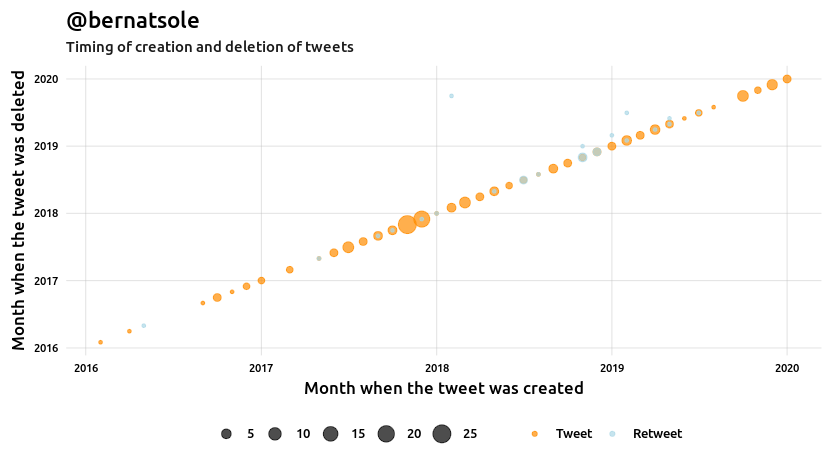 @bernatsole
Timing of creation and deletion of tweets
Month when the tweet was deleted
2020
2019
2018
2017
2016
2016 2017 2018 2019 2020
Month when the tweet was created
5 10 15 20 25 Tweet Retweet